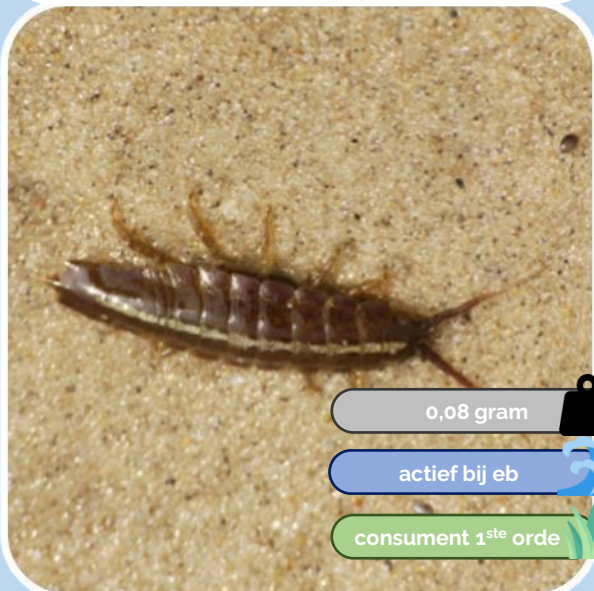 0,08 gram
actief bij eb
consument 1ste orde